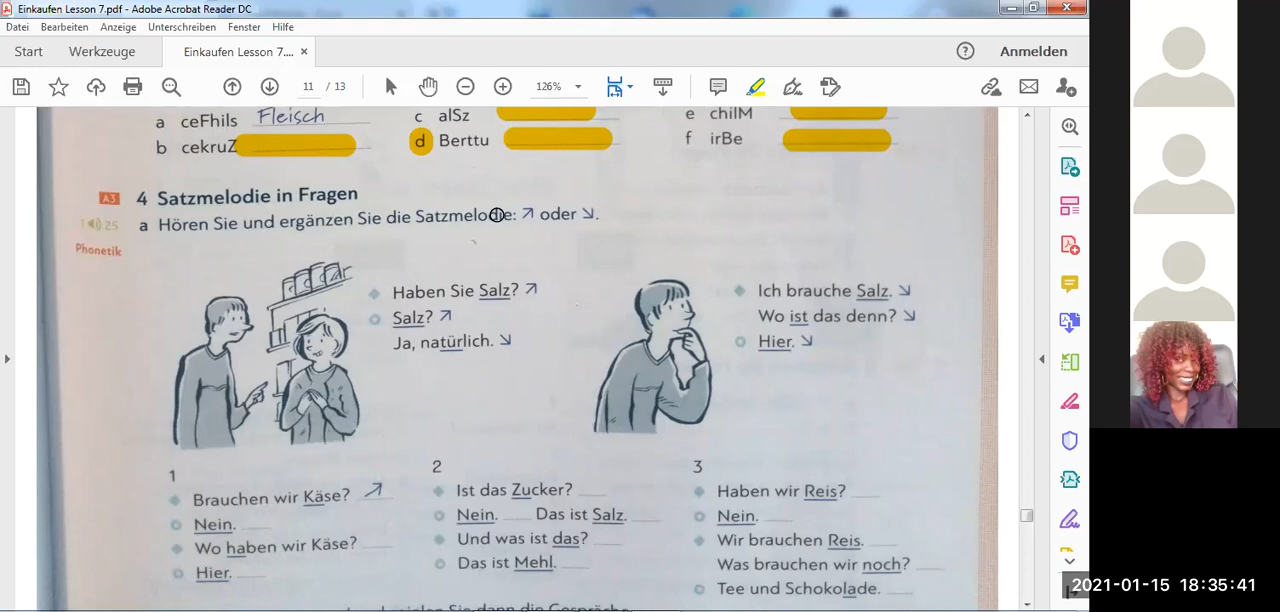 Einkaufen Lesson 7.pdf - Adobe Acrobat Reader DC
Datei Bearbeiten Anzeige Unterschreiben Fenster Hilfe
Start Werkzeuge Einkaufen Lesson 7.... × Anmelden
11 / 13 126%
a ceFhils Fleisch c alSz e chilM
b cekruZ d Berttu f irBe
A3 4 Satzmelodie in Fragen
1 25 a Hören Sie und ergänzen Sie die Satzmelodie: ↗ oder ↘.
Phonetik
Haben Sie Salz? ↗
Salz? ↗
Ja, natürlich. ↘
Ich brauche Salz. ↘
Wo ist das denn? ↘
Hier. ↘
1
Brauchen wir Käse? ↗
Nein.
Wo haben wir Käse?
Hier.
2
Ist das Zucker?
Nein. Das ist Salz.
Und was ist das?
Das ist Mehl.
3
Haben wir Reis?
Nein.
Wir brauchen Reis.
Was brauchen wir noch?
Tee und Schokolade.
2021-01-15 18:35:41